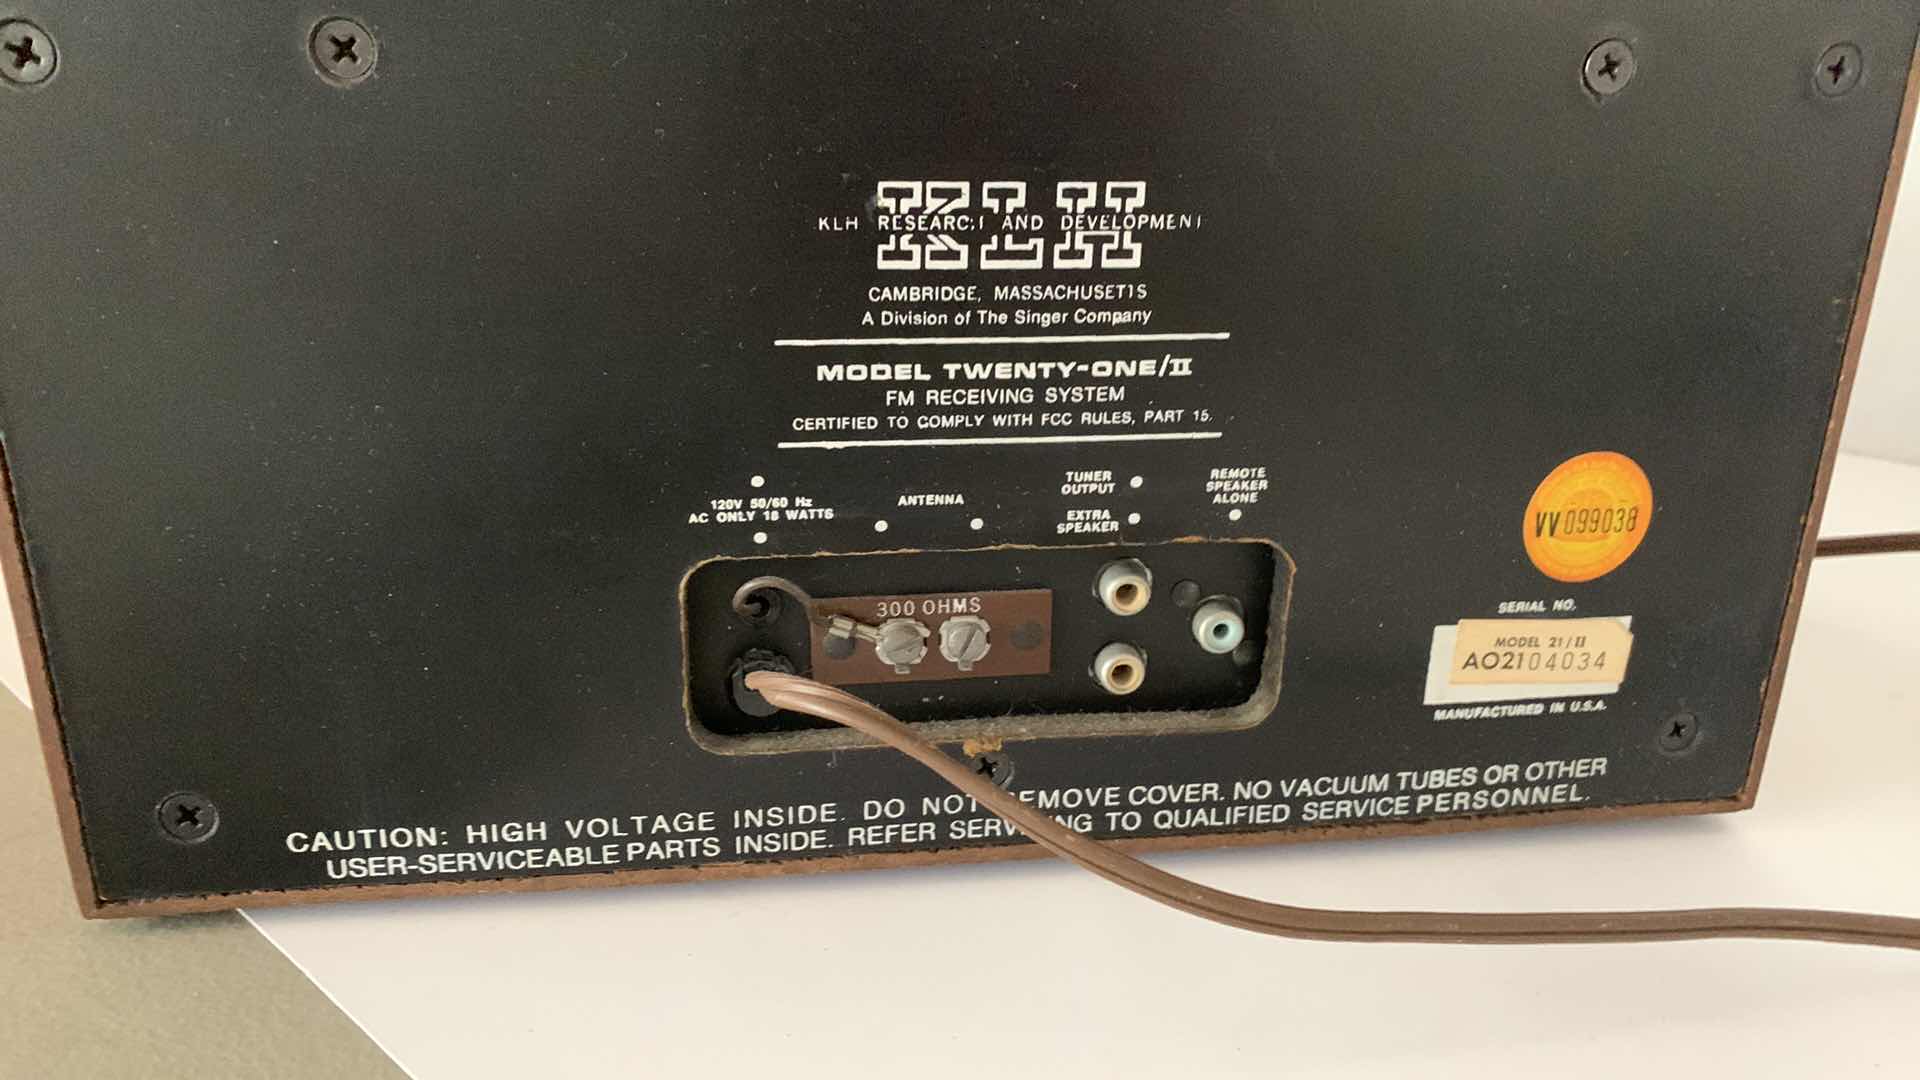 KLH
KLH RESEARCH AND DEVELOPMENT
CAMBRIDGE, MASSACHUSETTS
A Division of The Singer Company
MODEL TWENTY-ONE/II
FM RECEIVING SYSTEM
CERTIFIED TO COMPLY WITH FCC RULES, PART 15.
120V 50/60 Hz
AC ONLY 18 WATTS
ANTENNA
TUNER
OUTPUT
EXTRA
SPEAKER
REMOTE
SPEAKER
ALONE
300 OHMS
VV 099038
SERIAL NO.
MODEL 21/II
AO2104034
MANUFACTURED IN U.S.A.
CAUTION: HIGH VOLTAGE INSIDE. DO NOT REMOVE COVER. NO VACUUM TUBES OR OTHER
USER-SERVICEABLE PARTS INSIDE. REFER SERVICING TO QUALIFIED SERVICE PERSONNEL.